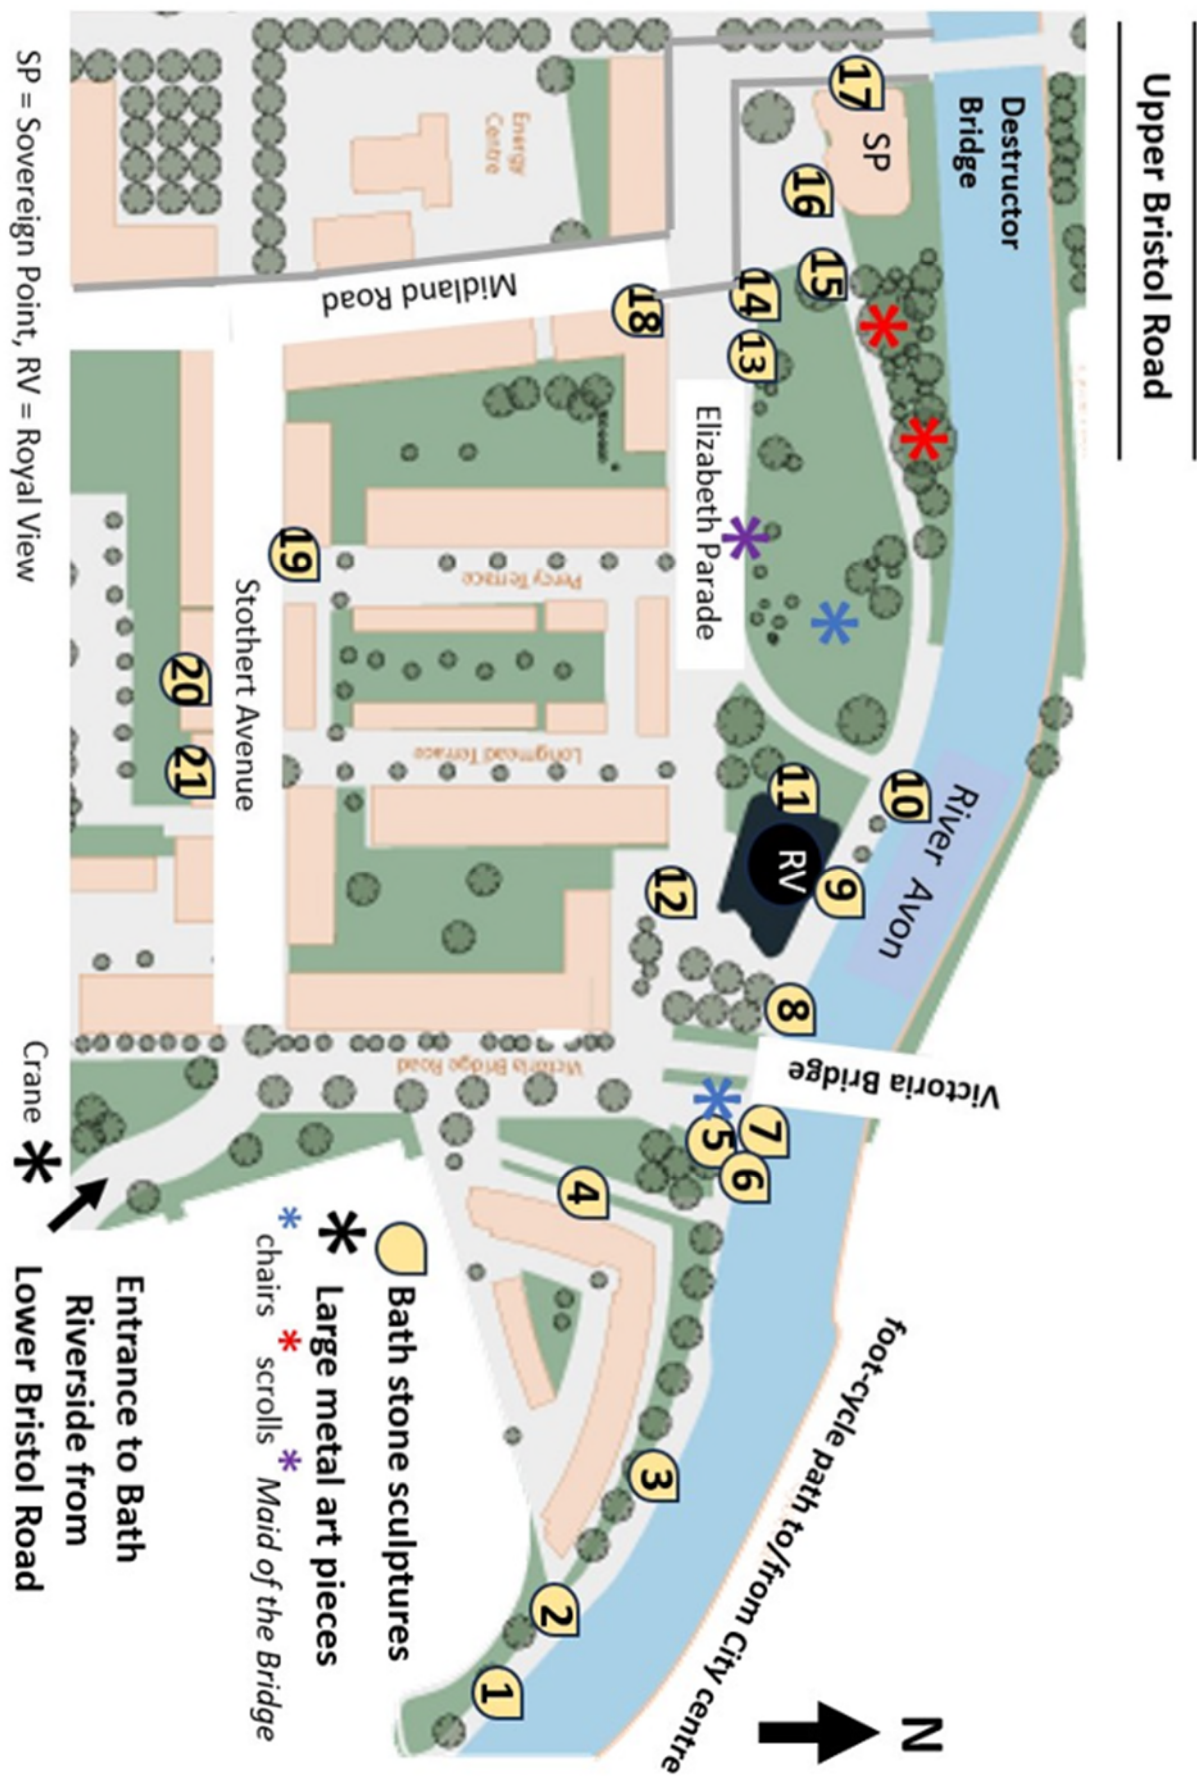 Upper Bristol Road
Destructor
Bridge
17
SP
16
15
14
13
18
Energy
Centre
Midland Road
Elizabeth Parade
Percy Terrace
19
Stothert Avenue
20
21
Longmead Terrace
River Avon
10
11
RV
9
12
8
Victoria Bridge
Victoria Bridge Road
7
5
6
4
3
2
1
foot-cycle path to/from City centre
N
Bath stone sculptures
Large metal art pieces
* chairs * scrolls * Maid of the Bridge
Crane *
Entrance to Bath
Riverside from
Lower Bristol Road
SP = Sovereign Point, RV = Royal View